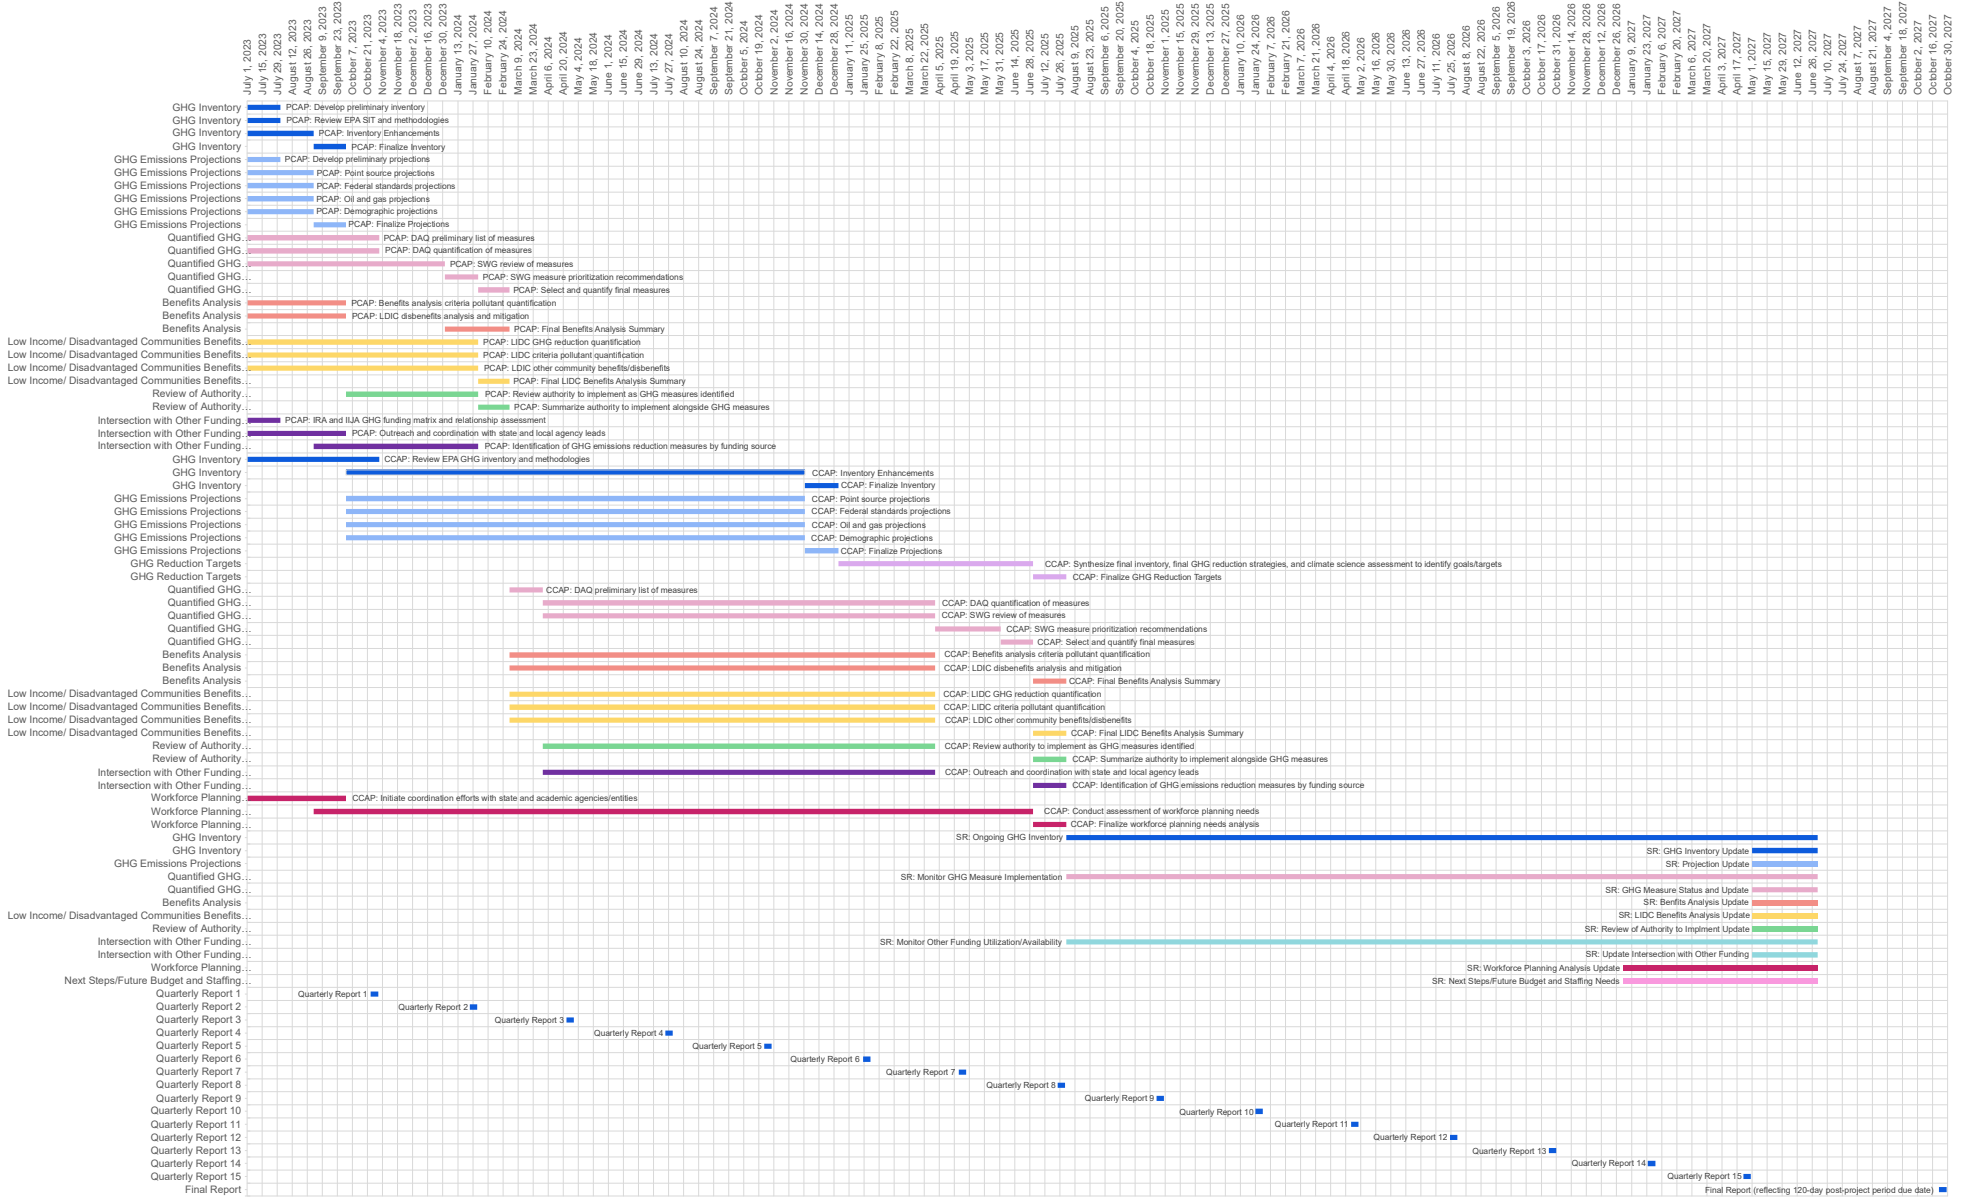 July 1, 2023
July 15, 2023
July 29, 2023
August 12, 2023
August 26, 2023
September 9, 2023
September 23, 2023
October 7, 2023
October 21, 2023
November 4, 2023
November 18, 2023
December 2, 2023
December 16, 2023
December 30, 2023
January 13, 2024
January 27, 2024
February 10, 2024
February 24, 2024
March 9, 2024
March 23, 2024
April 6, 2024
April 20, 2024
May 4, 2024
May 18, 2024
June 1, 2024
June 15, 2024
June 29, 2024
July 13, 2024
July 27, 2024
August 10, 2024
August 24, 2024
September 7, 2024
September 21, 2024
October 5, 2024
October 19, 2024
November 2, 2024
November 16, 2024
November 30, 2024
December 14, 2024
December 28, 2024
January 11, 2025
January 25, 2025
February 8, 2025
February 22, 2025
March 8, 2025
March 22, 2025
April 5, 2025
April 19, 2025
May 3, 2025
May 17, 2025
May 31, 2025
June 14, 2025
June 28, 2025
July 12, 2025
July 26, 2025
August 9, 2025
August 23, 2025
September 6, 2025
September 20, 2025
October 4, 2025
October 18, 2025
November 1, 2025
November 15, 2025
November 29, 2025
December 13, 2025
December 27, 2025
January 10, 2026
January 24, 2026
February 7, 2026
February 21, 2026
March 7, 2026
March 21, 2026
April 4, 2026
April 18, 2026
May 2, 2026
May 16, 2026
May 30, 2026
June 13, 2026
June 27, 2026
July 11, 2026
July 25, 2026
August 8, 2026
August 22, 2026
September 5, 2026
September 19, 2026
October 3, 2026
October 17, 2026
October 31, 2026
November 14, 2026
November 28, 2026
December 12, 2026
December 26, 2026
January 9, 2027
January 23, 2027
February 6, 2027
February 20, 2027
March 6, 2027
March 20, 2027
April 3, 2027
April 17, 2027
May 1, 2027
May 15, 2027
May 29, 2027
June 12, 2027
June 26, 2027
July 10, 2027
July 24, 2027
August 7, 2027
August 21, 2027
September 4, 2027
September 18, 2027
October 2, 2027
October 16, 2027
October 30, 2027
GHG Inventory PCAP: Develop preliminary inventory
GHG Inventory PCAP: Review EPA SIT and methodologies
GHG Inventory PCAP: Inventory Enhancements
GHG Inventory PCAP: Finalize Inventory
GHG Emissions Projections PCAP: Develop preliminary projections
GHG Emissions Projections PCAP: Point source projections
GHG Emissions Projections PCAP: Federal standards projections
GHG Emissions Projections PCAP: Oil and gas projections
GHG Emissions Projections PCAP: Demographic projections
GHG Emissions Projections PCAP: Finalize Projections
Quantified GHG... PCAP: DAQ preliminary list of measures
Quantified GHG... PCAP: DAQ quantification of measures
Quantified GHG... PCAP: SWG review of measures
Quantified GHG... PCAP: SWG measure prioritization recommendations
Quantified GHG... PCAP: Select and quantify final measures
Benefits Analysis PCAP: Benefits analysis criteria pollutant quantification
Benefits Analysis PCAP: LDIC disbenefits analysis and mitigation
Benefits Analysis PCAP: Final Benefits Analysis Summary
Low Income/ Disadvantaged Communities Benefits... PCAP: LIDC GHG reduction quantification
Low Income/ Disadvantaged Communities Benefits... PCAP: LIDC criteria pollutant quantification
Low Income/ Disadvantaged Communities Benefits... PCAP: LDIC other community benefits/disbenefits
Low Income/ Disadvantaged Communities Benefits... PCAP: Final LIDC Benefits Analysis Summary
Review of Authority... PCAP: Review authority to implement as GHG measures identified
Review of Authority... PCAP: Summarize authority to implement alongside GHG measures
Intersection with Other Funding... PCAP: IRA and IIJA GHG funding matrix and relationship assessment
Intersection with Other Funding... PCAP: Outreach and coordination with state and local agency leads
Intersection with Other Funding... PCAP: Identification of GHG emissions reduction measures by funding source
GHG Inventory CCAP: Review EPA GHG inventory and methodologies
GHG Inventory CCAP: Inventory Enhancements
GHG Inventory CCAP: Finalize Inventory
GHG Emissions Projections CCAP: Point source projections
GHG Emissions Projections CCAP: Federal standards projections
GHG Emissions Projections CCAP: Oil and gas projections
GHG Emissions Projections CCAP: Demographic projections
GHG Emissions Projections CCAP: Finalize Projections
GHG Reduction Targets CCAP: Synthesize final inventory, final GHG reduction strategies, and climate science assessment to identify goals/targets
GHG Reduction Targets CCAP: Finalize GHG Reduction Targets
Quantified GHG... CCAP: DAQ preliminary list of measures
Quantified GHG... CCAP: DAQ quantification of measures
Quantified GHG... CCAP: SWG review of measures
Quantified GHG... CCAP: SWG measure prioritization recommendations
Quantified GHG... CCAP: Select and quantify final measures
Benefits Analysis CCAP: Benefits analysis criteria pollutant quantification
Benefits Analysis CCAP: LDIC disbenefits analysis and mitigation
Benefits Analysis CCAP: Final Benefits Analysis Summary
Low Income/ Disadvantaged Communities Benefits... CCAP: LIDC GHG reduction quantification
Low Income/ Disadvantaged Communities Benefits... CCAP: LIDC criteria pollutant quantification
Low Income/ Disadvantaged Communities Benefits... CCAP: LDIC other community benefits/disbenefits
Low Income/ Disadvantaged Communities Benefits... CCAP: Final LIDC Benefits Analysis Summary
Review of Authority... CCAP: Review authority to implement as GHG measures identified
Review of Authority... CCAP: Summarize authority to implement alongside GHG measures
Intersection with Other Funding... CCAP: Outreach and coordination with state and local agency leads
Intersection with Other Funding... CCAP: Identification of GHG emissions reduction measures by funding source
Workforce Planning... CCAP: Initiate coordination efforts with state and academic agencies/entities
Workforce Planning... CCAP: Conduct assessment of workforce planning needs
Workforce Planning... CCAP: Finalize workforce planning needs analysis
GHG Inventory SR: Ongoing GHG Inventory
GHG Inventory SR: GHG Inventory Update
GHG Emissions Projections SR: Projection Update
Quantified GHG... SR: Monitor GHG Measure Implementation
Quantified GHG... SR: GHG Measure Status and Update
Benefits Analysis SR: Benfits Analysis Update
Low Income/ Disadvantaged Communities Benefits... SR: LIDC Benefits Analysis Update
Review of Authority... SR: Review of Authority to Implment Update
Intersection with Other Funding... SR: Monitor Other Funding Utilization/Availability
Intersection with Other Funding... SR: Update Intersection with Other Funding
Workforce Planning... SR: Workforce Planning Analysis Update
Next Steps/Future Budget and Staffing... SR: Next Steps/Future Budget and Staffing Needs
Quarterly Report 1 Quarterly Report 1
Quarterly Report 2 Quarterly Report 2
Quarterly Report 3 Quarterly Report 3
Quarterly Report 4 Quarterly Report 4
Quarterly Report 5 Quarterly Report 5
Quarterly Report 6 Quarterly Report 6
Quarterly Report 7 Quarterly Report 7
Quarterly Report 8 Quarterly Report 8
Quarterly Report 9 Quarterly Report 9
Quarterly Report 10 Quarterly Report 10
Quarterly Report 11 Quarterly Report 11
Quarterly Report 12 Quarterly Report 12
Quarterly Report 13 Quarterly Report 13
Quarterly Report 14 Quarterly Report 14
Quarterly Report 15 Quarterly Report 15
Final Report Final Report (reflecting 120-day post-project period due date)